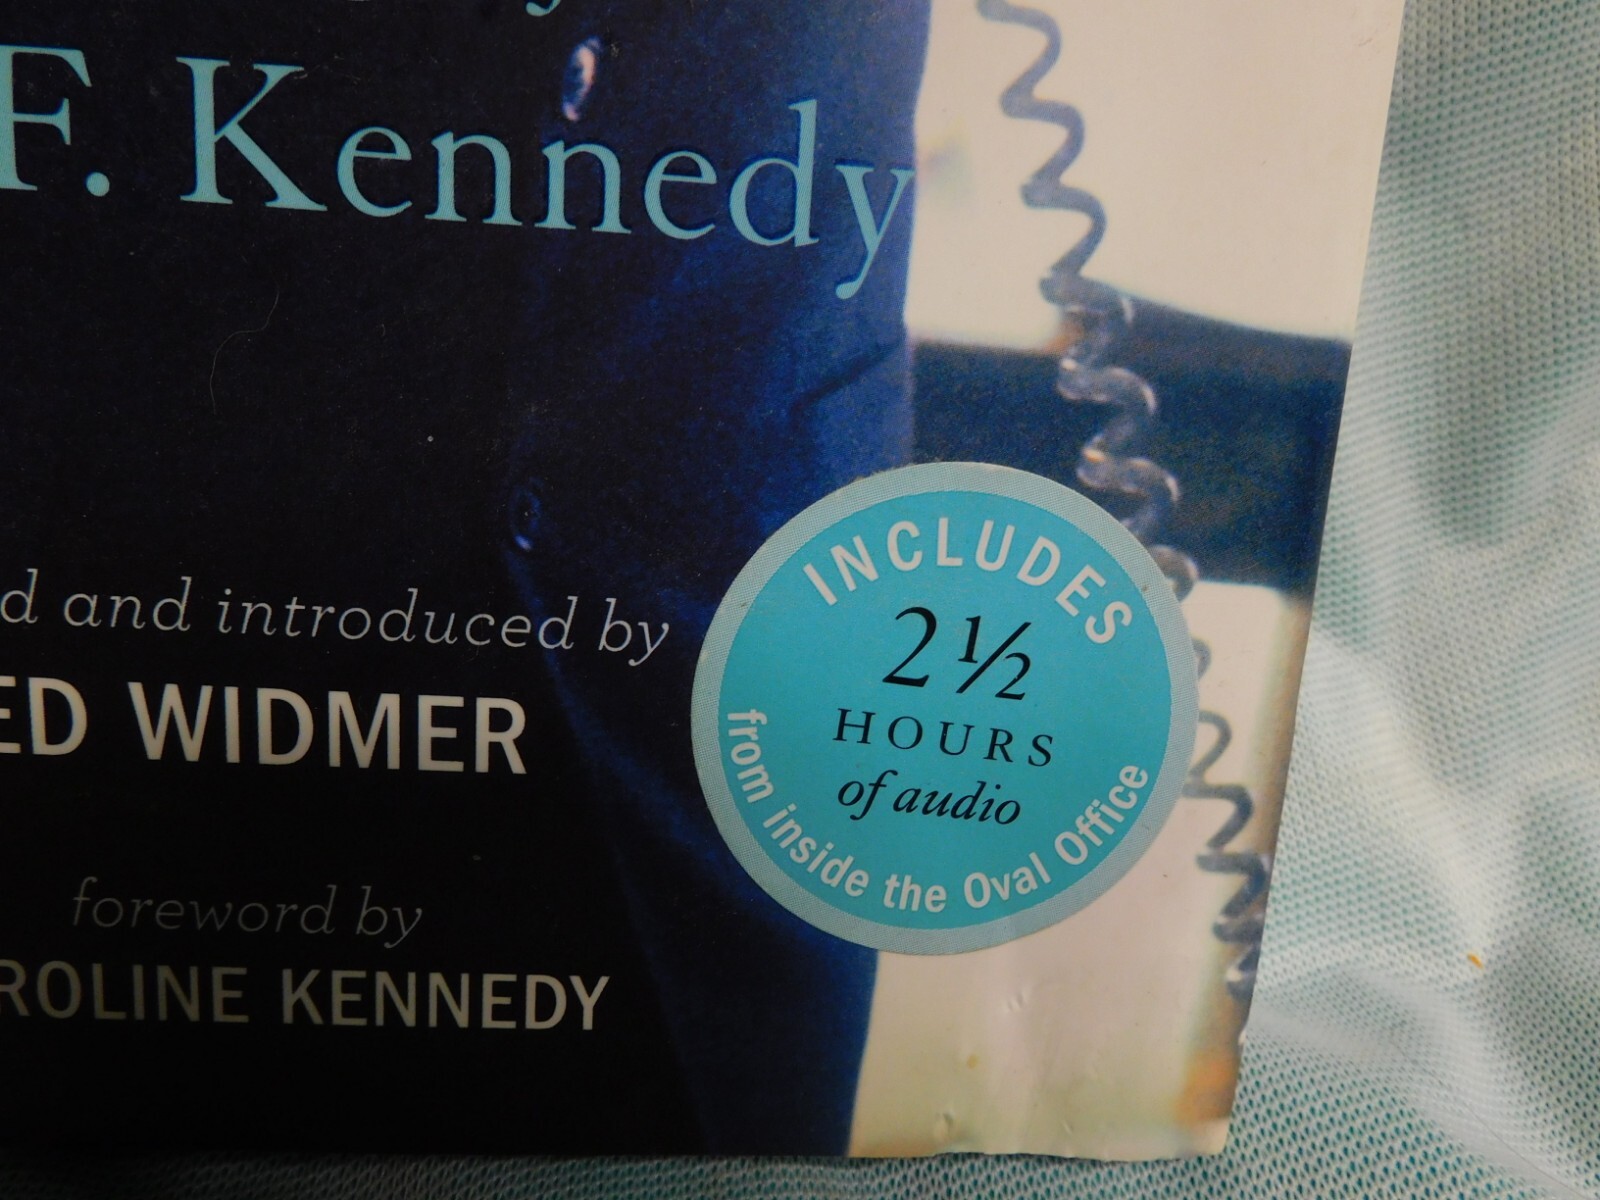 F. Kennedy
d and introduced by
ED WIDMER
foreword by
ROLINE KENNEDY
INCLUDES
2½
HOURS
of audio
from inside the Oval Office